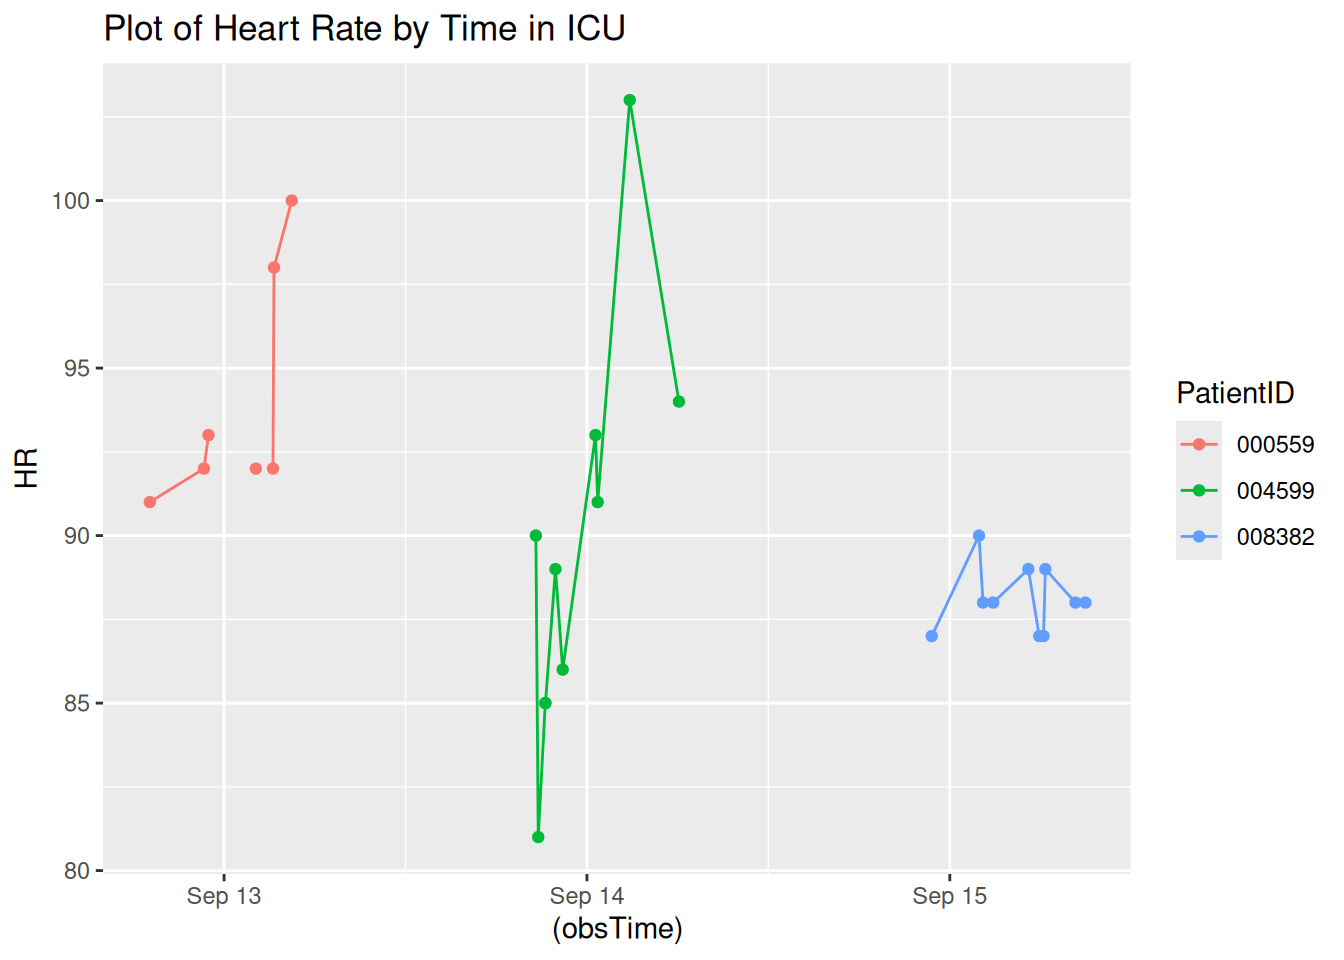 Plot of Heart Rate by Time in ICU
HR
100
95
90
85
80
Sep 13
Sep 14
Sep 15
(obsTime)
PatientID
000559
004599
008382